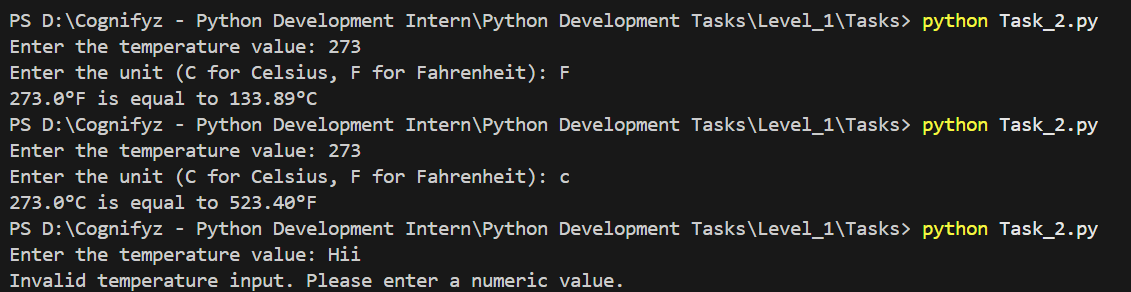 PS D:\Cognifyz - Python Development Intern\Python Development Tasks\Level_1\Tasks> python Task_2.py
Enter the temperature value: 273
Enter the unit (C for Celsius, F for Fahrenheit): F
273.0°F is equal to 133.89°C
PS D:\Cognifyz - Python Development Intern\Python Development Tasks\Level_1\Tasks> python Task_2.py
Enter the temperature value: 273
Enter the unit (C for Celsius, F for Fahrenheit): c
273.0°C is equal to 523.40°F
PS D:\Cognifyz - Python Development Intern\Python Development Tasks\Level_1\Tasks> python Task_2.py
Enter the temperature value: Hii
Invalid temperature input. Please enter a numeric value.